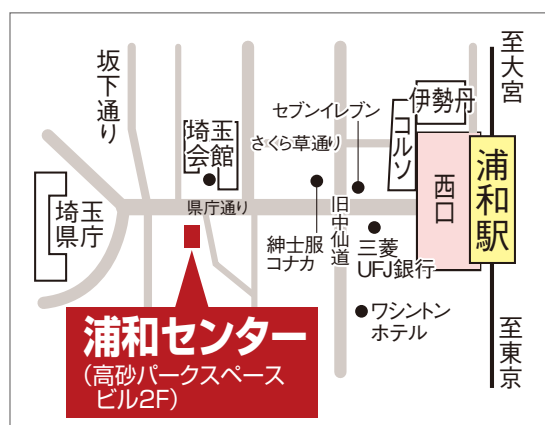 坂下通り
埼玉
会館
セブンイレブン
さくら草通り
伊勢丹
コルソ
至大宮
浦和駅
西口
埼玉
県庁
県庁通り
紳士服
コナカ
旧中仙道
三菱
UFJ銀行
ワシントン
ホテル
至東京
浦和センター
(高砂パークスペース
ビル2F)